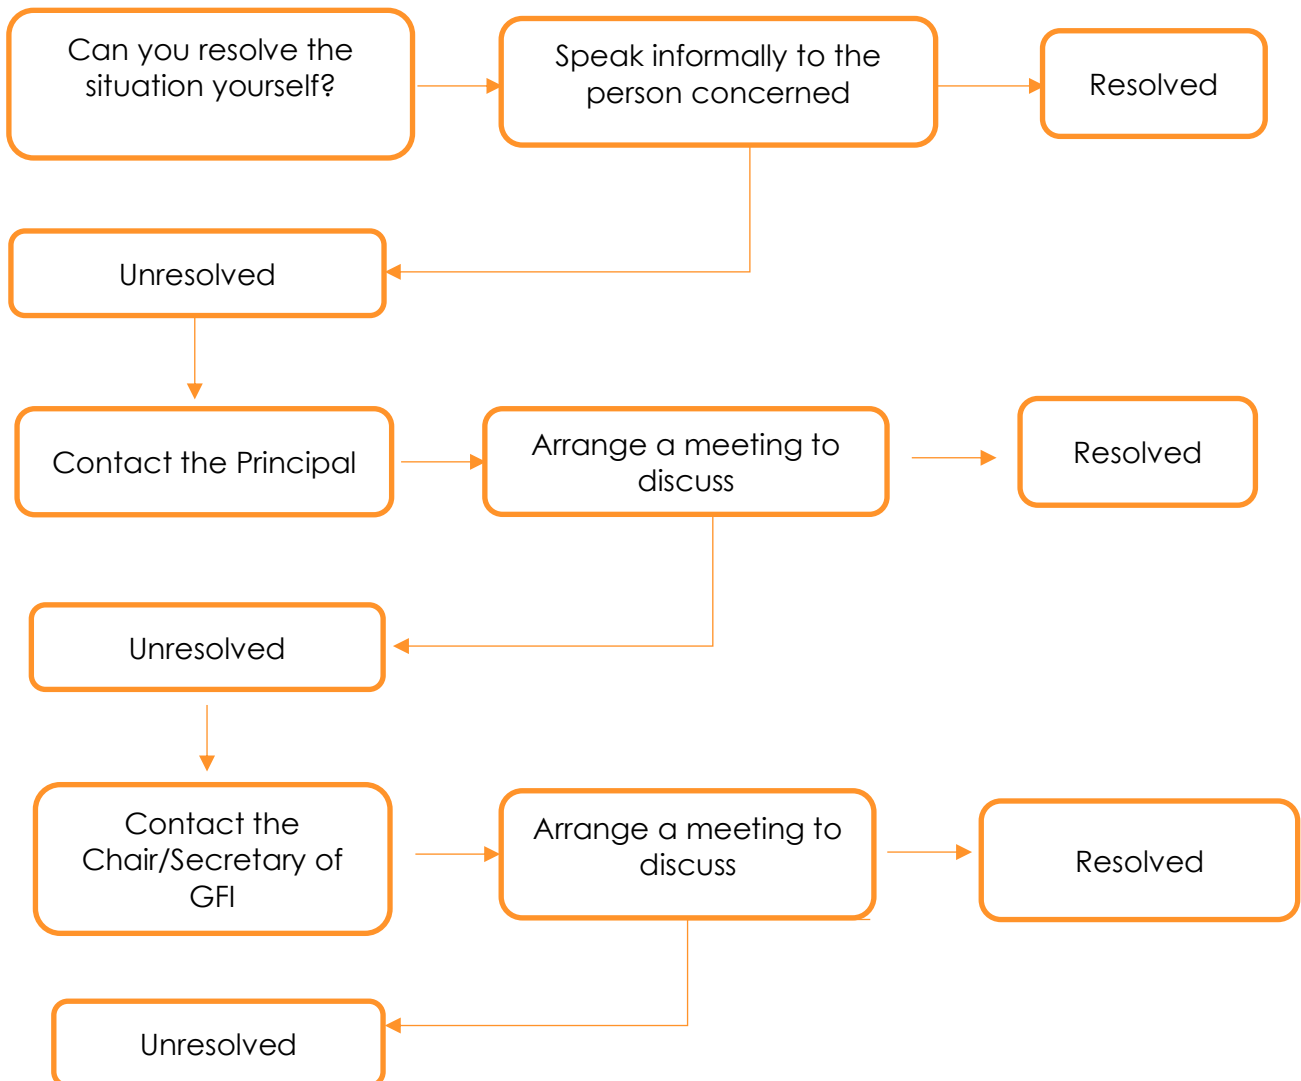 Can you resolve the
situation yourself?
Speak informally to the
person concerned
Resolved
Unresolved
Contact the Principal
Arrange a meeting to
discuss
Resolved
Unresolved
Contact the
Chair/Secretary of
GFI
Arrange a meeting to
discuss
Resolved
Unresolved